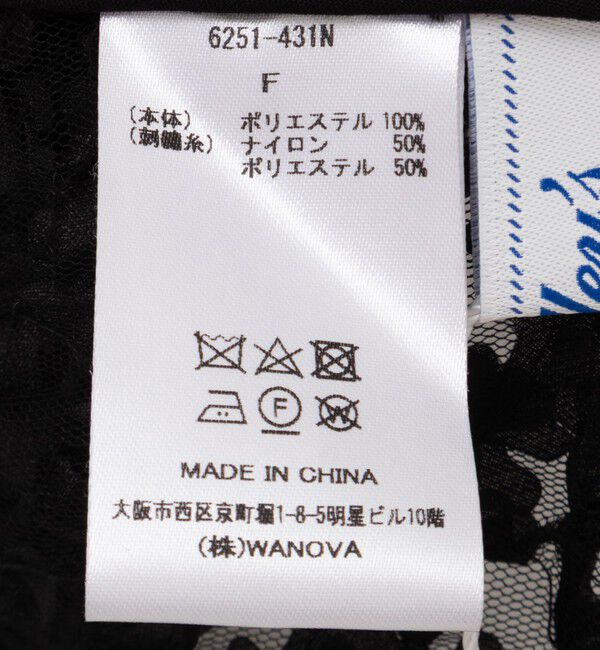 6251-431N
F
(本体) ポリエステル 100%
(刺繍糸) ナイロン 50%
ポリエステル 50%
F
W
MADE IN CHINA
大阪市西区京町堀1-8-5明星ビル10階
(株)WANOVA